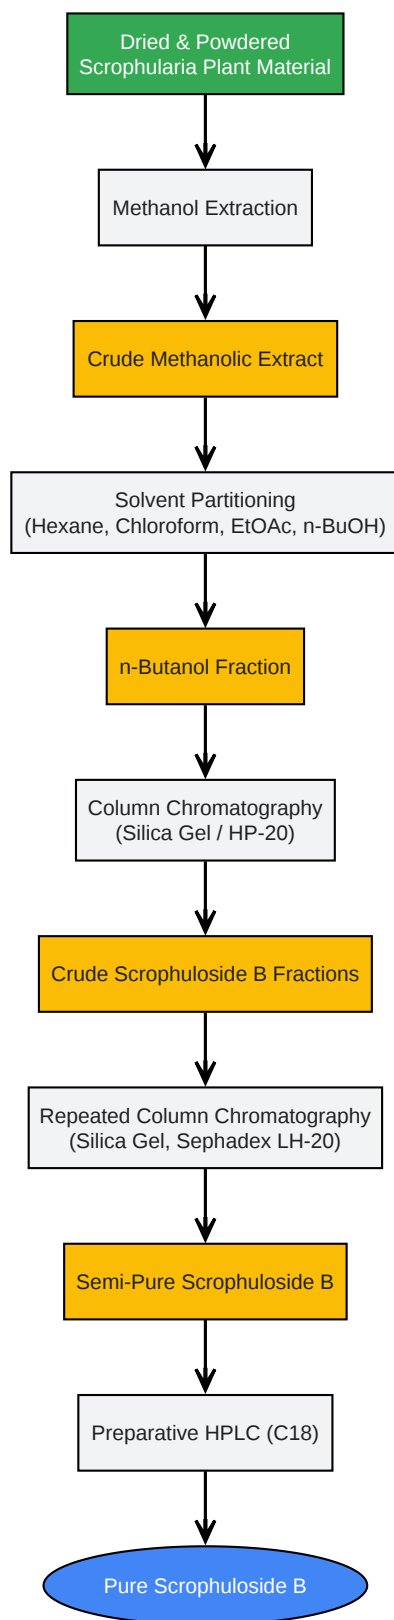 Dried & Powdered
Scrophularia Plant Material
Methanol Extraction
Crude Methanolic Extract
Solvent Partitioning
(Hexane, Chloroform, EtOAc, n-BuOH)
n-Butanol Fraction
Column Chromatography
(Silica Gel / HP-20)
Crude Scrophuloside B Fractions
Repeated Column Chromatography
(Silica Gel, Sephadex LH-20)
Semi-Pure Scrophuloside B
Preparative HPLC (C18)
Pure Scrophuloside B